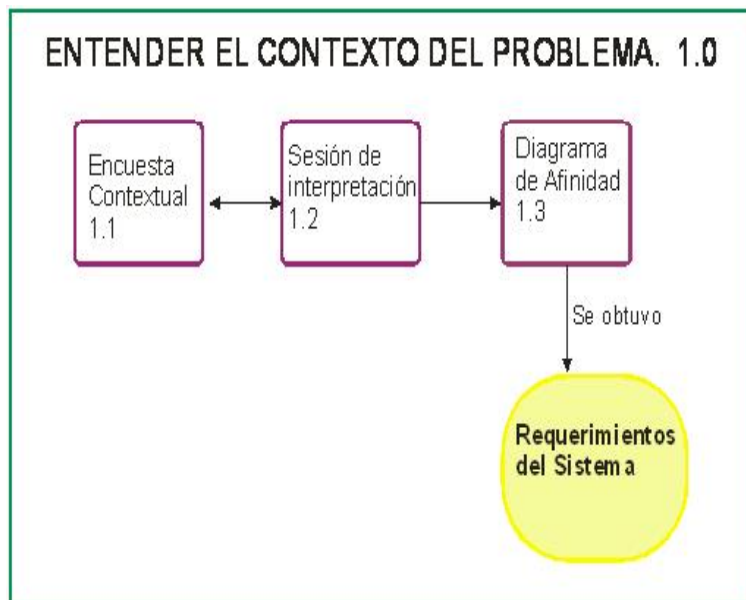 ENTENDER EL CONTEXTO DEL PROBLEMA. 1.0
Encuesta
Contextual
1.1
Sesión de
interpretación
1.2
Diagrama
de Afinidad
1.3
Se obtuvo
Requerimientos
del Sistema